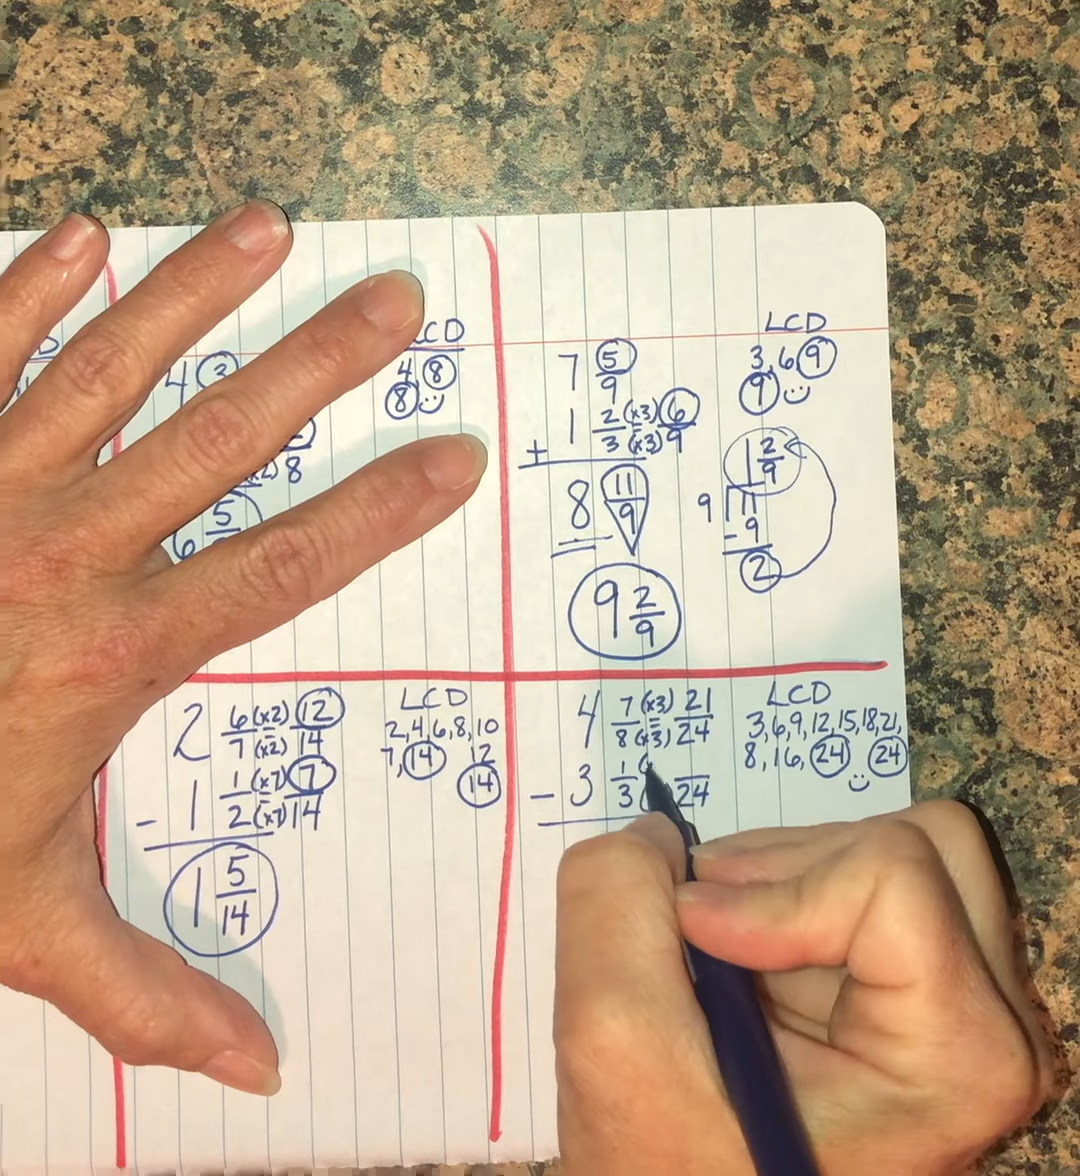 LCD
4 8
8
4 3
8
6 5
LCD
3,6 9
9
7 5/9
1 2/3 (x3) 6
(x3) 9
+
8 11/9
9 2/9
1 2/9
9 11
- 9
2
LCD
2,4,6,8,10
7,14 12
14
2 6/7 (x2) 12
(x2) 14
- 1 1/2 (x7) 7
(x7) 14
1 5/14
LCD
3,6,9,12,15,18,21,
8,16,24 24
4 7/8 (x3) 21
(x3) 24
- 3 1/3 (
( 24